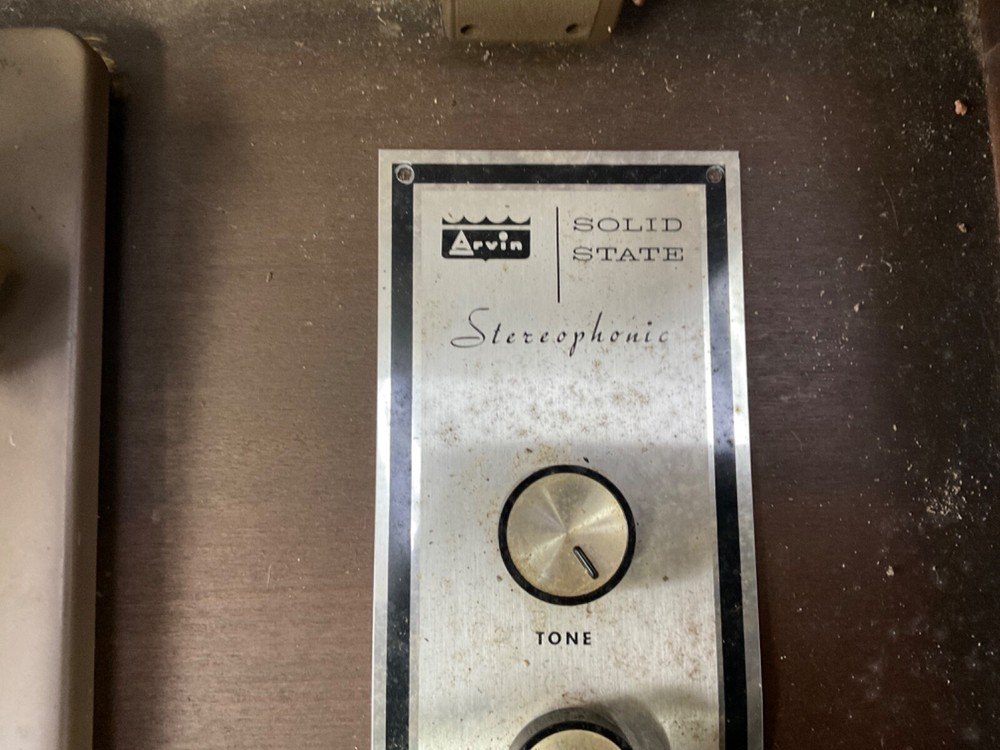 Arvin
SOLID
STATE
Stereophonic
TONE